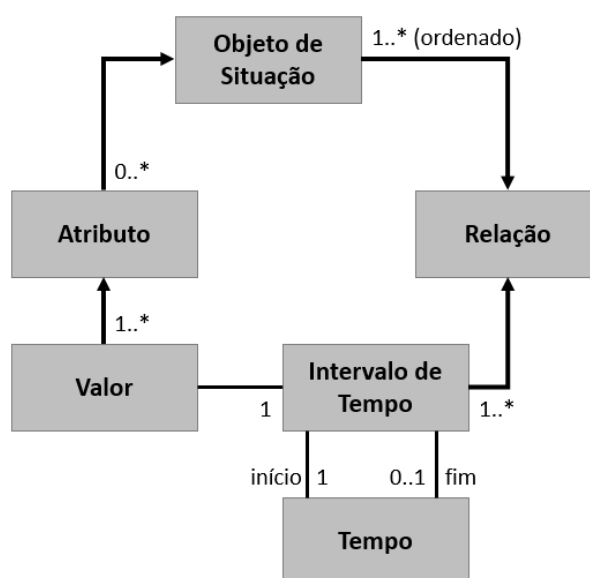 Objeto de
Situação
1..* (ordenado)
0..*
Atributo
Relação
1..*
Valor
1
Intervalo de
Tempo
1..*
início
1
0..1
fim
Tempo